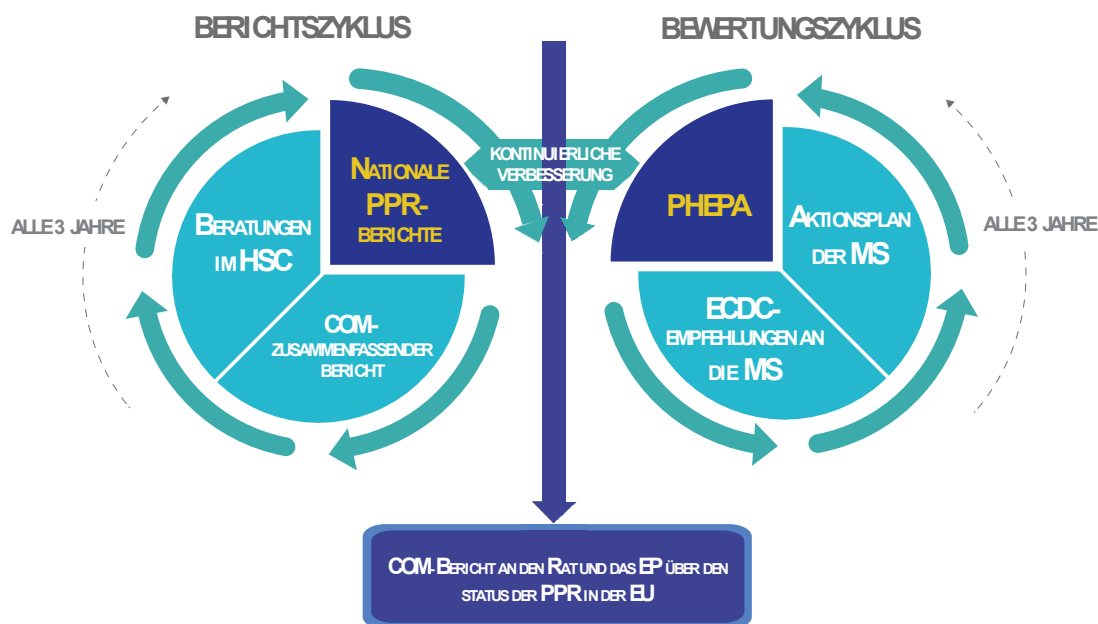 BERICHTSZYKLUS
BEWERTUNGSZYKLUS
ALLE 3 JAHRE
NATIONALE
PPR-
BERICHTE
BERATUNGEN
IM HSC
COM-
ZUSAMMENFASSENDER
BERICHT
KONTINUIERLICHE
VERBESSERUNG
PHEPA
AKTIONSPLAN
DER MS
ECDC-
EMPFEHLUNGEN AN
DIE MS
ALLE 3 JAHRE
COM-BERICHT AN DEN RAT UND DAS EP ÜBER DEN
STATUS DER PPR IN DER EU